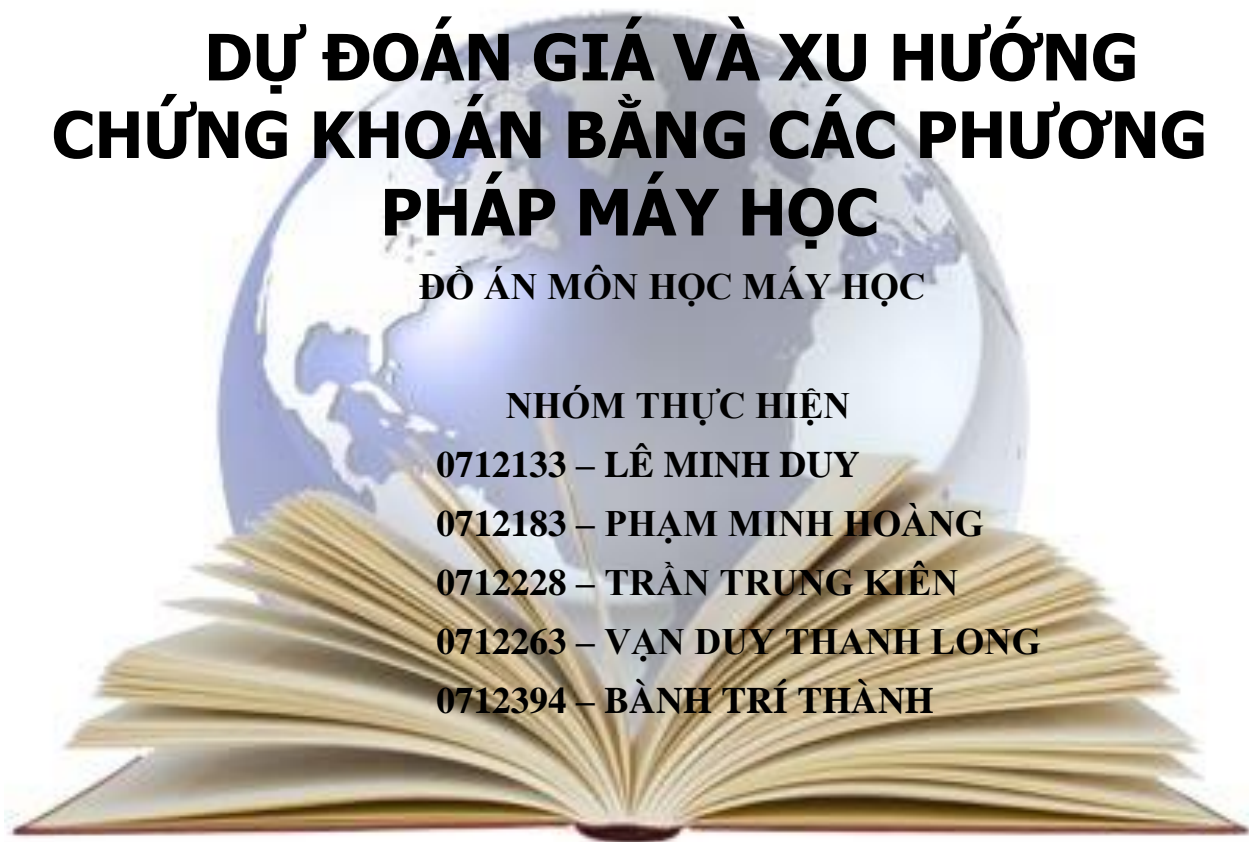 DỰ ĐOÁN GIÁ VÀ XU HƯỚNG
CHỨNG KHOÁN BẰNG CÁC PHƯƠNG
PHÁP MÁY HỌC
ĐỒ ÁN MÔN HỌC MÁY HỌC
NHÓM THỰC HIỆN
0712133 – LÊ MINH DUY
0712183 – PHẠM MINH HOÀNG
0712228 – TRẦN TRUNG KIÊN
0712263 – VẠN DUY THANH LONG
0712394 – BÀNH TRÍ THÀNH